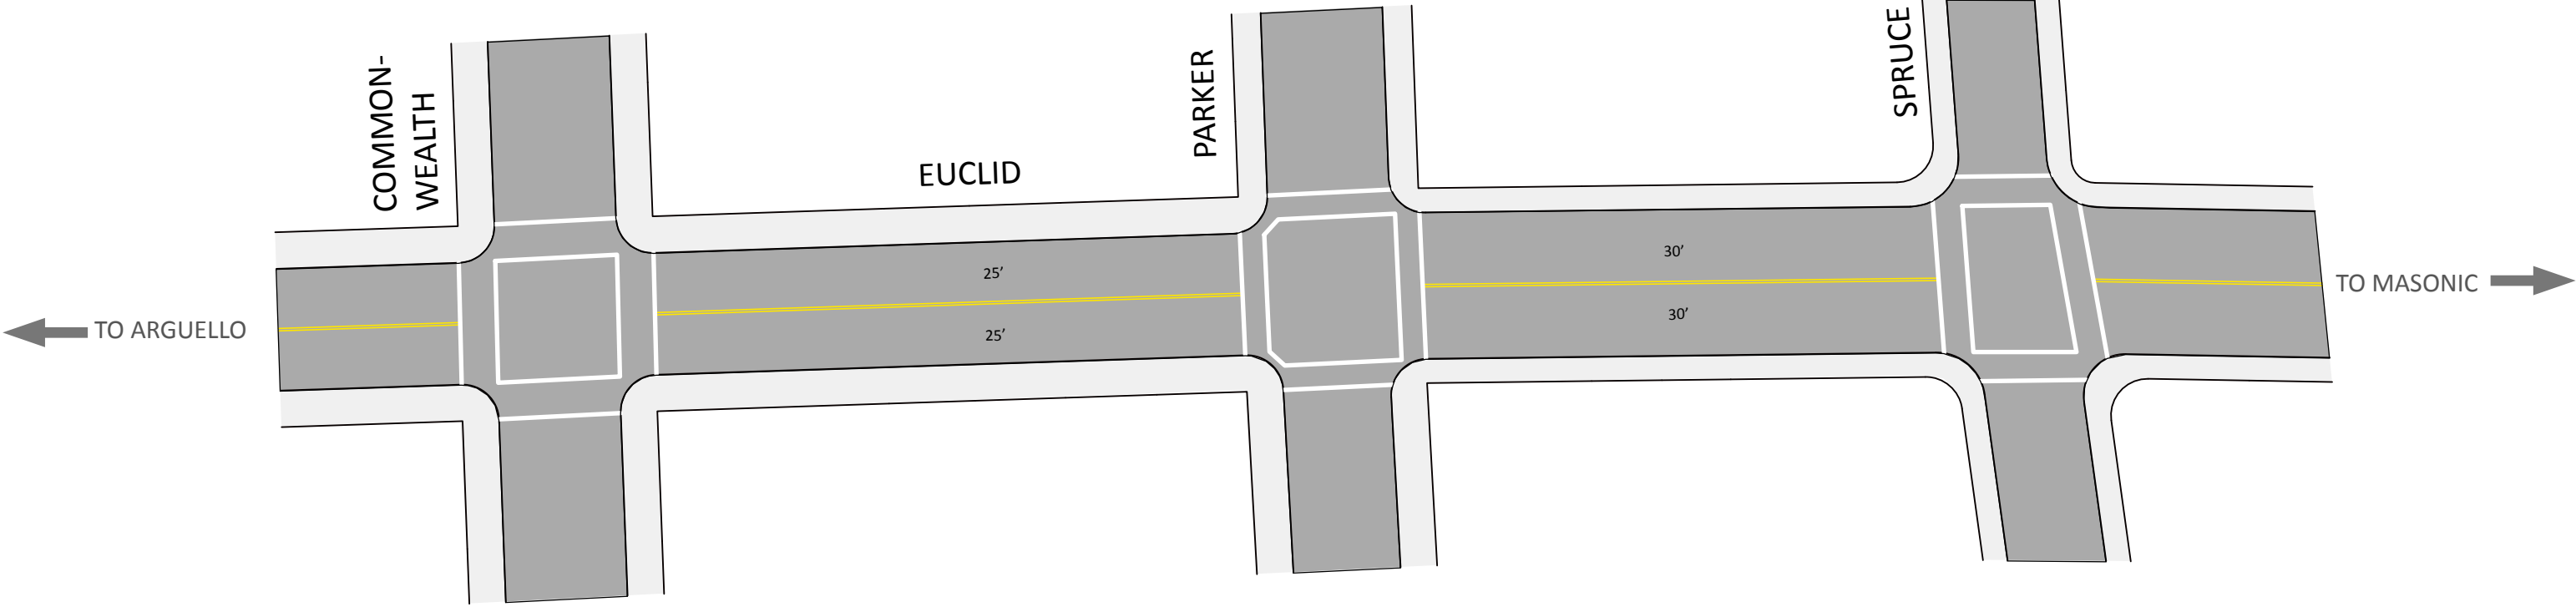 COMMON-
WEALTH
EUCLID
PARKER
SPRUCE
25’
25’
30’
30’
TO ARGUELLO
TO MASONIC